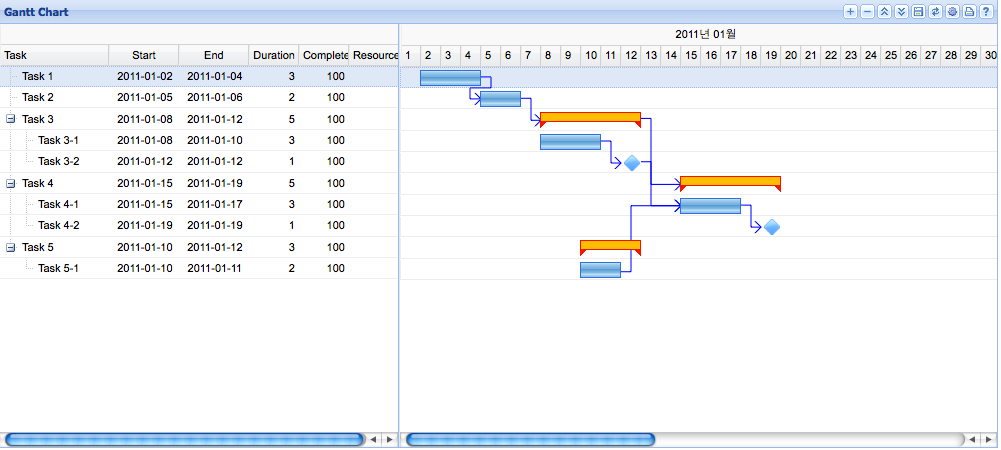 Gantt Chart
2011년 01월
Task Start End Duration Complete Resource 1 2 3 4 5 6 7 8 9 10 11 12 13 14 15 16 17 18 19 20 21 22 23 24 25 26 27 28 29 30
Task 1 2011-01-02 2011-01-04 3 100
Task 2 2011-01-05 2011-01-06 2 100
Task 3 2011-01-08 2011-01-12 5 100
Task 3-1 2011-01-08 2011-01-10 3 100
Task 3-2 2011-01-12 2011-01-12 1 100
Task 4 2011-01-15 2011-01-19 5 100
Task 4-1 2011-01-15 2011-01-17 3 100
Task 4-2 2011-01-19 2011-01-19 1 100
Task 5 2011-01-10 2011-01-12 3 100
Task 5-1 2011-01-10 2011-01-11 2 100